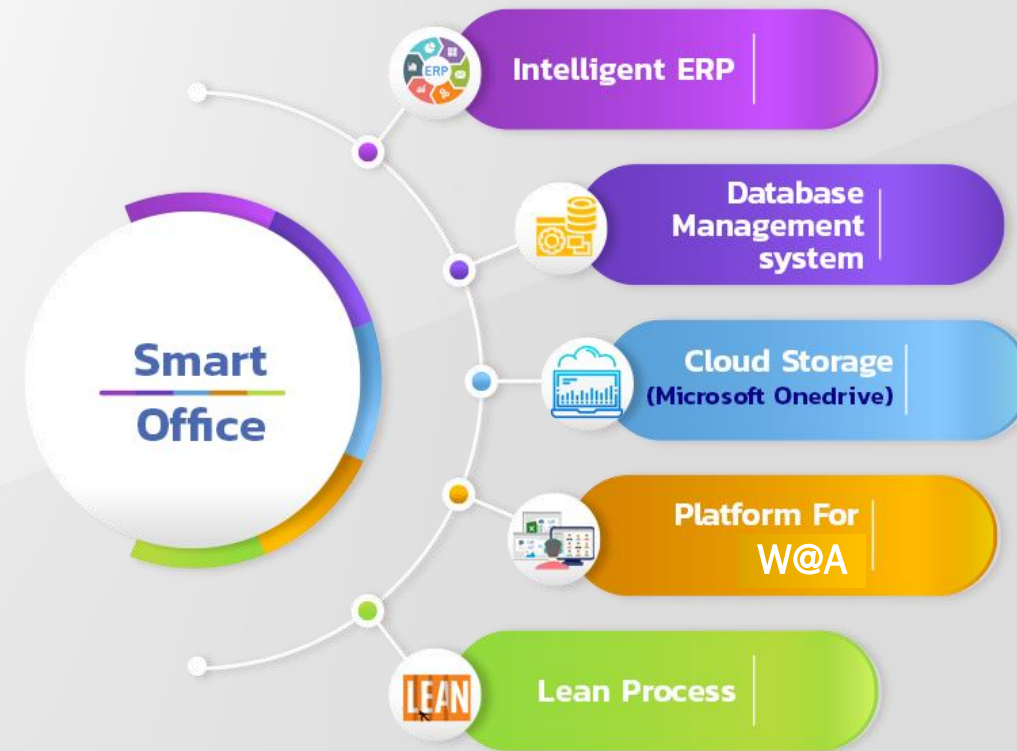 ERP
Intelligent ERP
Database
Management
system
Smart
Office
Cloud Storage
(Microsoft Onedrive)
Platform For
W@A
LEAN
Lean Process